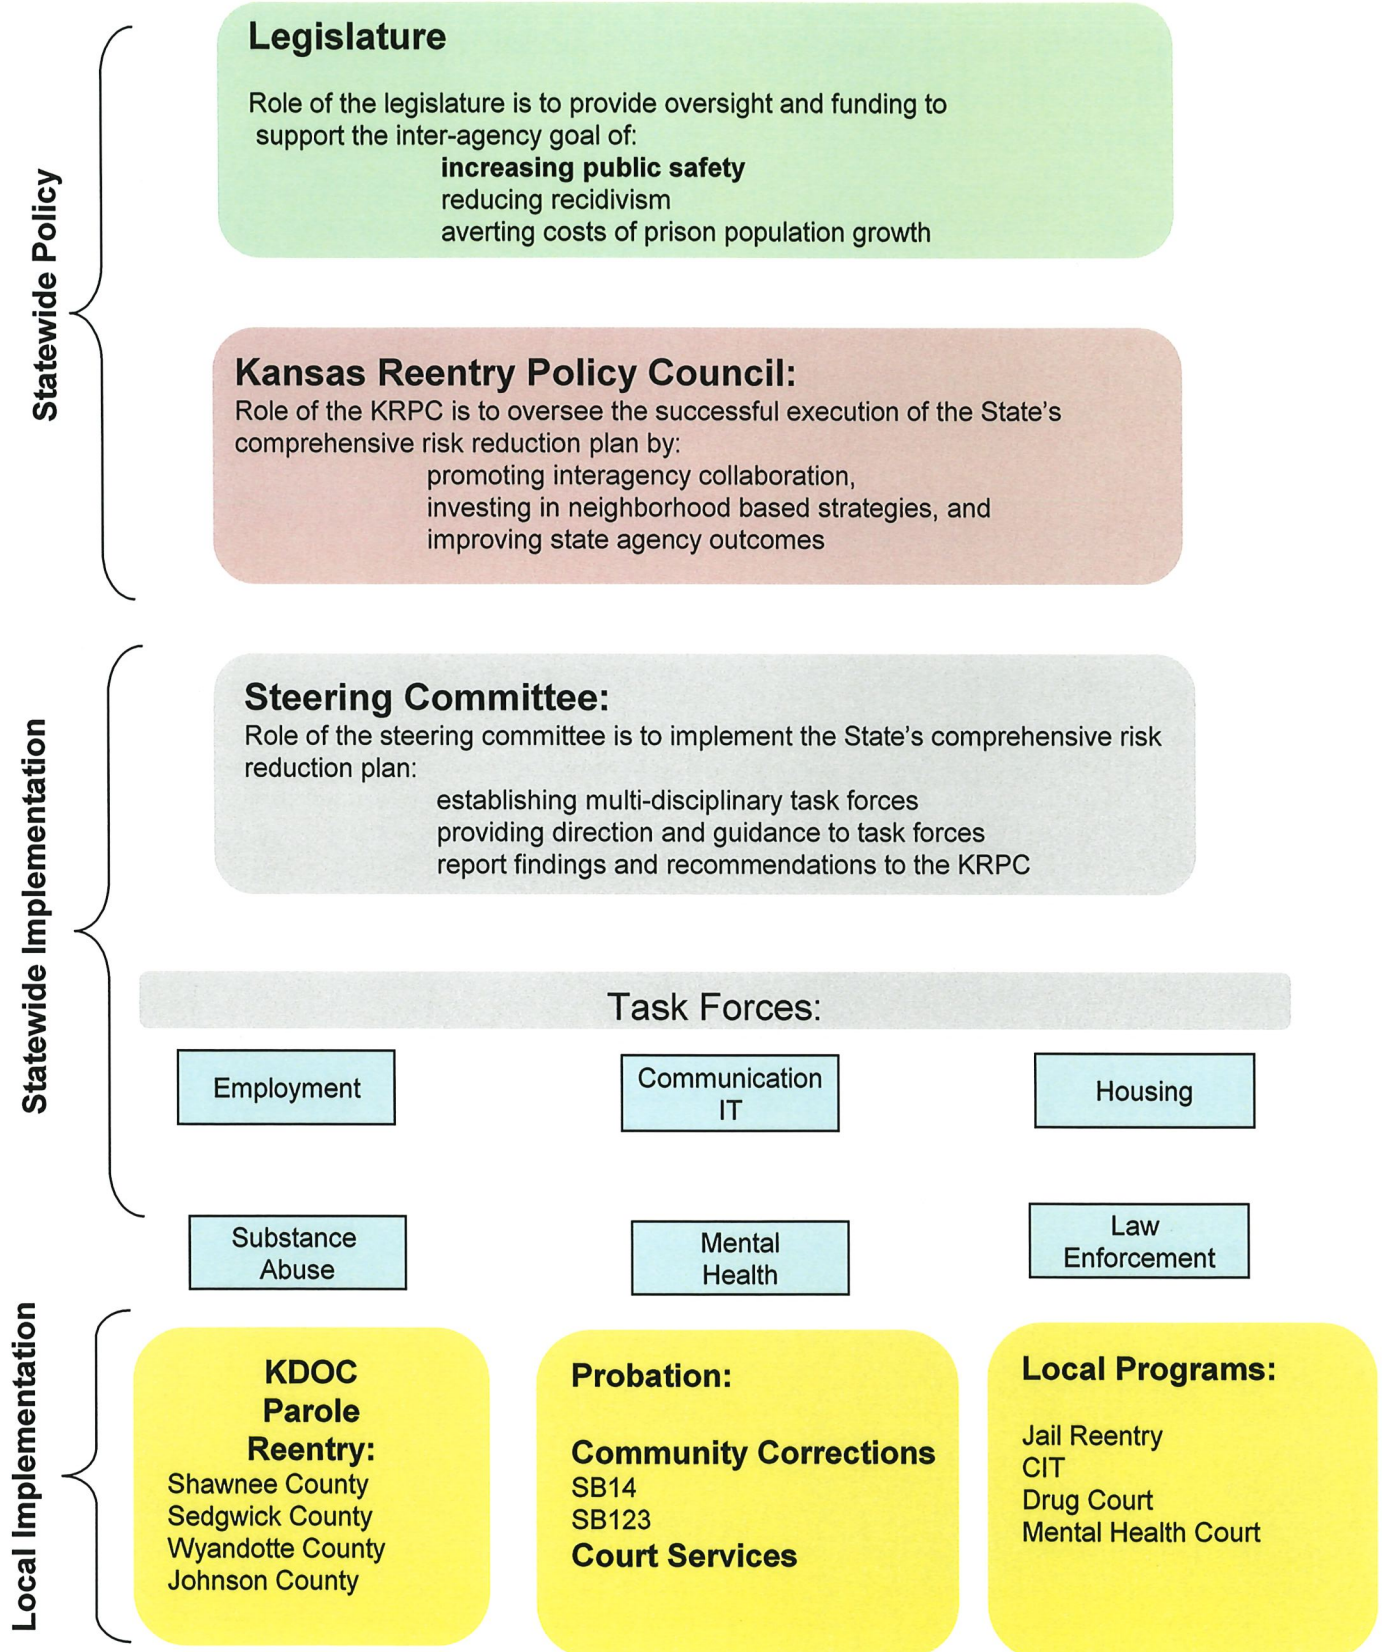 Statewide Policy
Legislature
Role of the legislature is to provide oversight and funding to
support the inter-agency goal of:
increasing public safety
reducing recidivism
averting costs of prison population growth
Kansas Reentry Policy Council:
Role of the KRPC is to oversee the successful execution of the State's
comprehensive risk reduction plan by:
promoting interagency collaboration,
investing in neighborhood based strategies, and
improving state agency outcomes
Statewide Implementation
Steering Committee:
Role of the steering committee is to implement the State's comprehensive risk
reduction plan:
establishing multi-disciplinary task forces
providing direction and guidance to task forces
report findings and recommendations to the KRPC
Task Forces:
Employment
Communication
IT
Housing
Substance
Abuse
Mental
Health
Law
Enforcement
Local Implementation
KDOC
Parole
Reentry:
Shawnee County
Sedgwick County
Wyandotte County
Johnson County
Probation:
Community Corrections
SB14
SB123
Court Services
Local Programs:
Jail Reentry
CIT
Drug Court
Mental Health Court